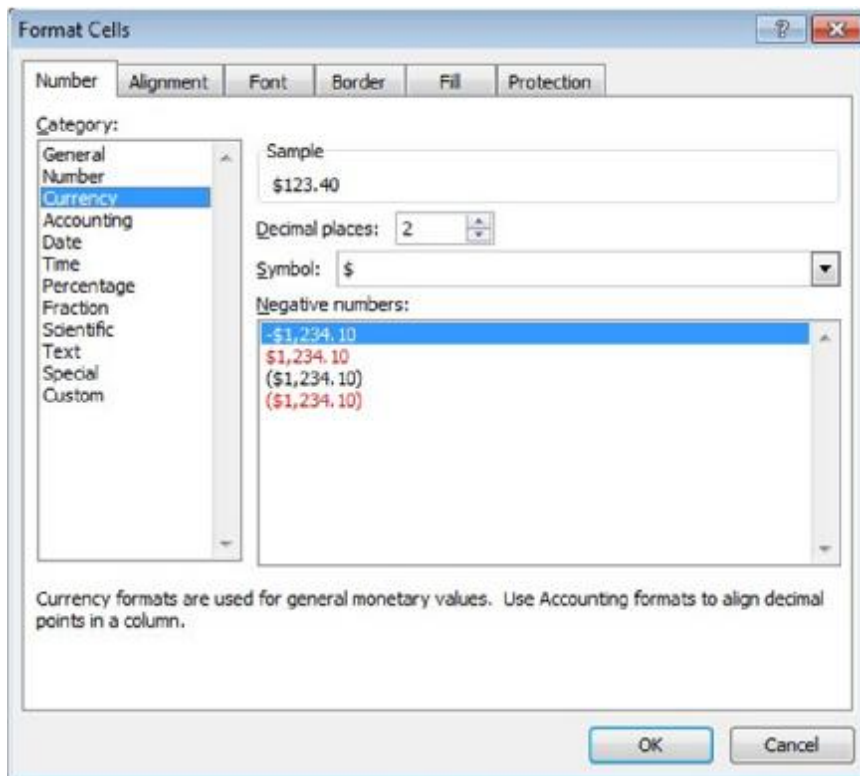 Format Cells
?
Number Alignment Font Border Fill Protection
Category:
General
Number
Currency
Accounting
Date
Time
Percentage
Fraction
Scientific
Text
Special
Custom
Sample
$123.40
Decimal places: 2
Symbol: $
Negative numbers:
-$1,234.10
$1,234.10
($1,234.10)
($1,234.10)
Currency formats are used for general monetary values. Use Accounting formats to align decimal
points in a column.
OK Cancel